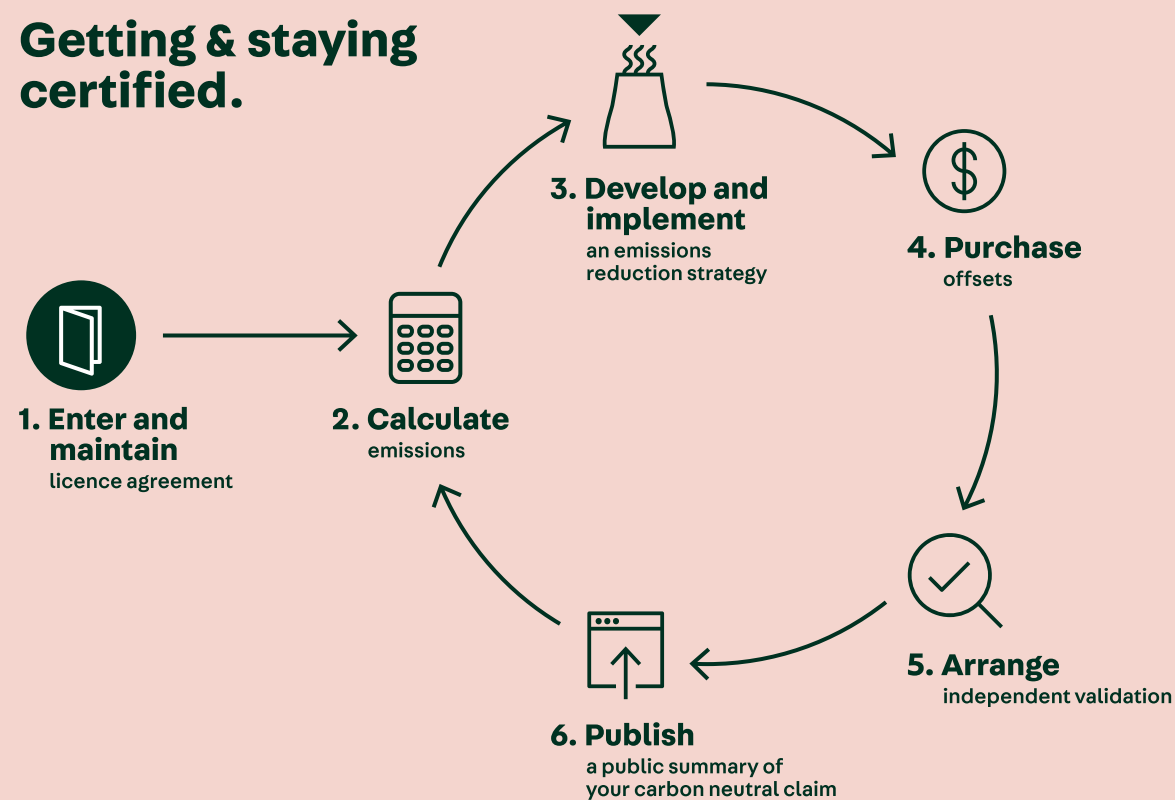 Getting & staying
certified.
1. Enter and
maintain
licence agreement
2. Calculate
emissions
3. Develop and
implement
an emissions
reduction strategy
$
4. Purchase
offsets
5. Arrange
independent validation
6. Publish
a public summary of
your carbon neutral claim